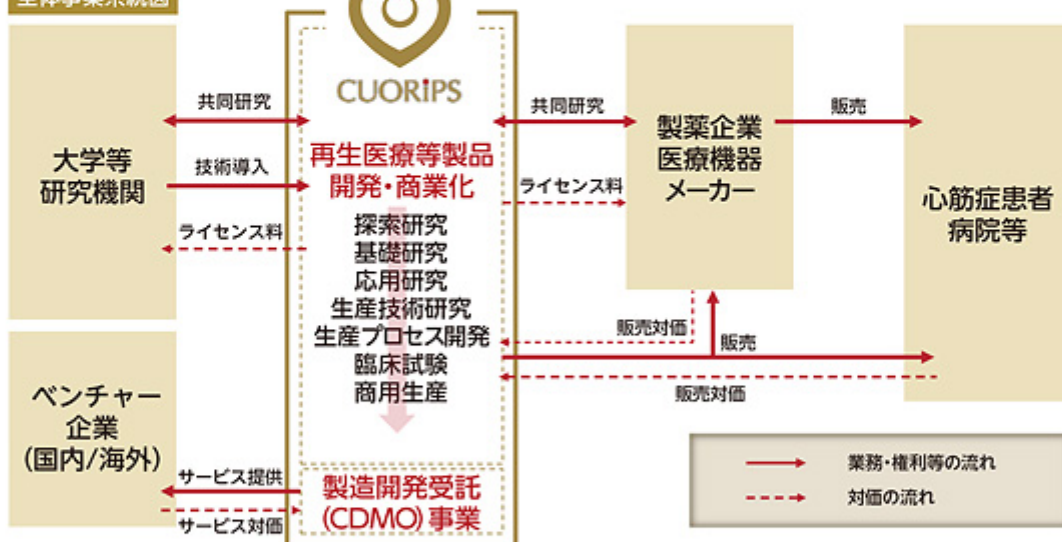 全体事業系統図
CUORiPS
大学等
研究機関
共同研究
技術導入
ライセンス料
再生医療等製品
開発・商業化
探索研究
基礎研究
応用研究
生産技術研究
生産プロセス開発
臨床試験
商用生産
共同研究
ライセンス料
製薬企業
医療機器
メーカー
販売
心筋症患者
病院等
販売対価
販売
販売対価
ベンチャー
企業
(国内/海外)
サービス提供
サービス対価
製造開発受託
(CDMO)事業
業務・権利等の流れ
対価の流れ